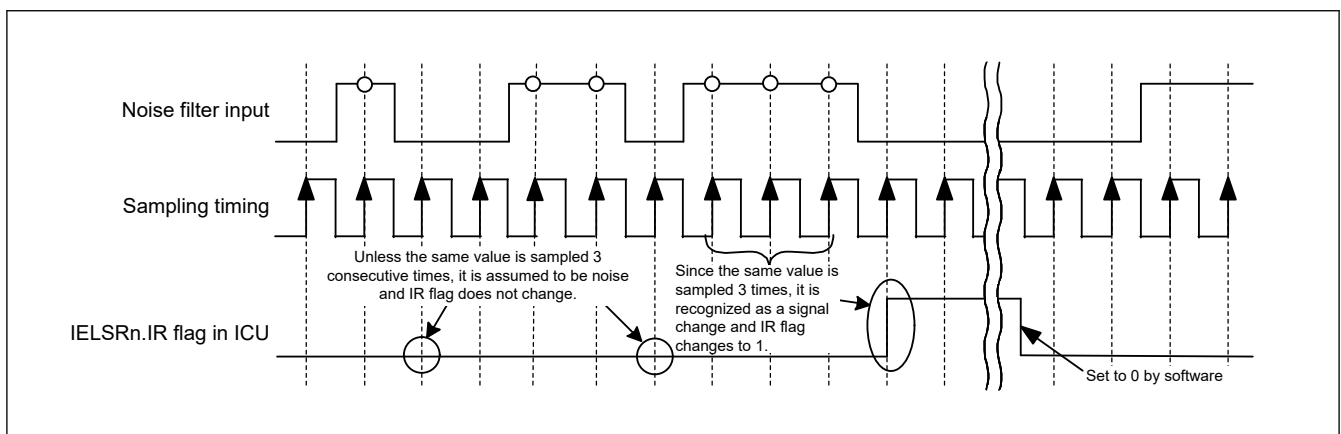 Noise filter input
Sampling timing
Unless the same value is sampled 3
consecutive times, it is assumed to be noise
and IR flag does not change.
Since the same value is
sampled 3 times, it is
recognized as a signal
change and IR flag
changes to 1.
IELSRn.IR flag in ICU
Set to 0 by software